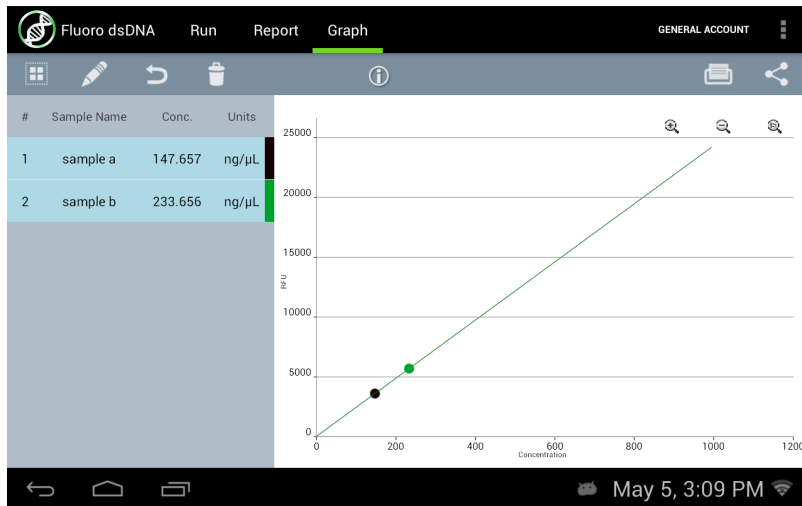 Fluoro dsDNA Run Report Graph GENERAL ACCOUNT
# Sample Name Conc. Units
1 sample a 147.657 ng/µL
2 sample b 233.656 ng/µL
25000
20000
15000
RFU
10000
5000
0
0 200 400 600 800 1000 1200
Concentration
May 5, 3:09 PM